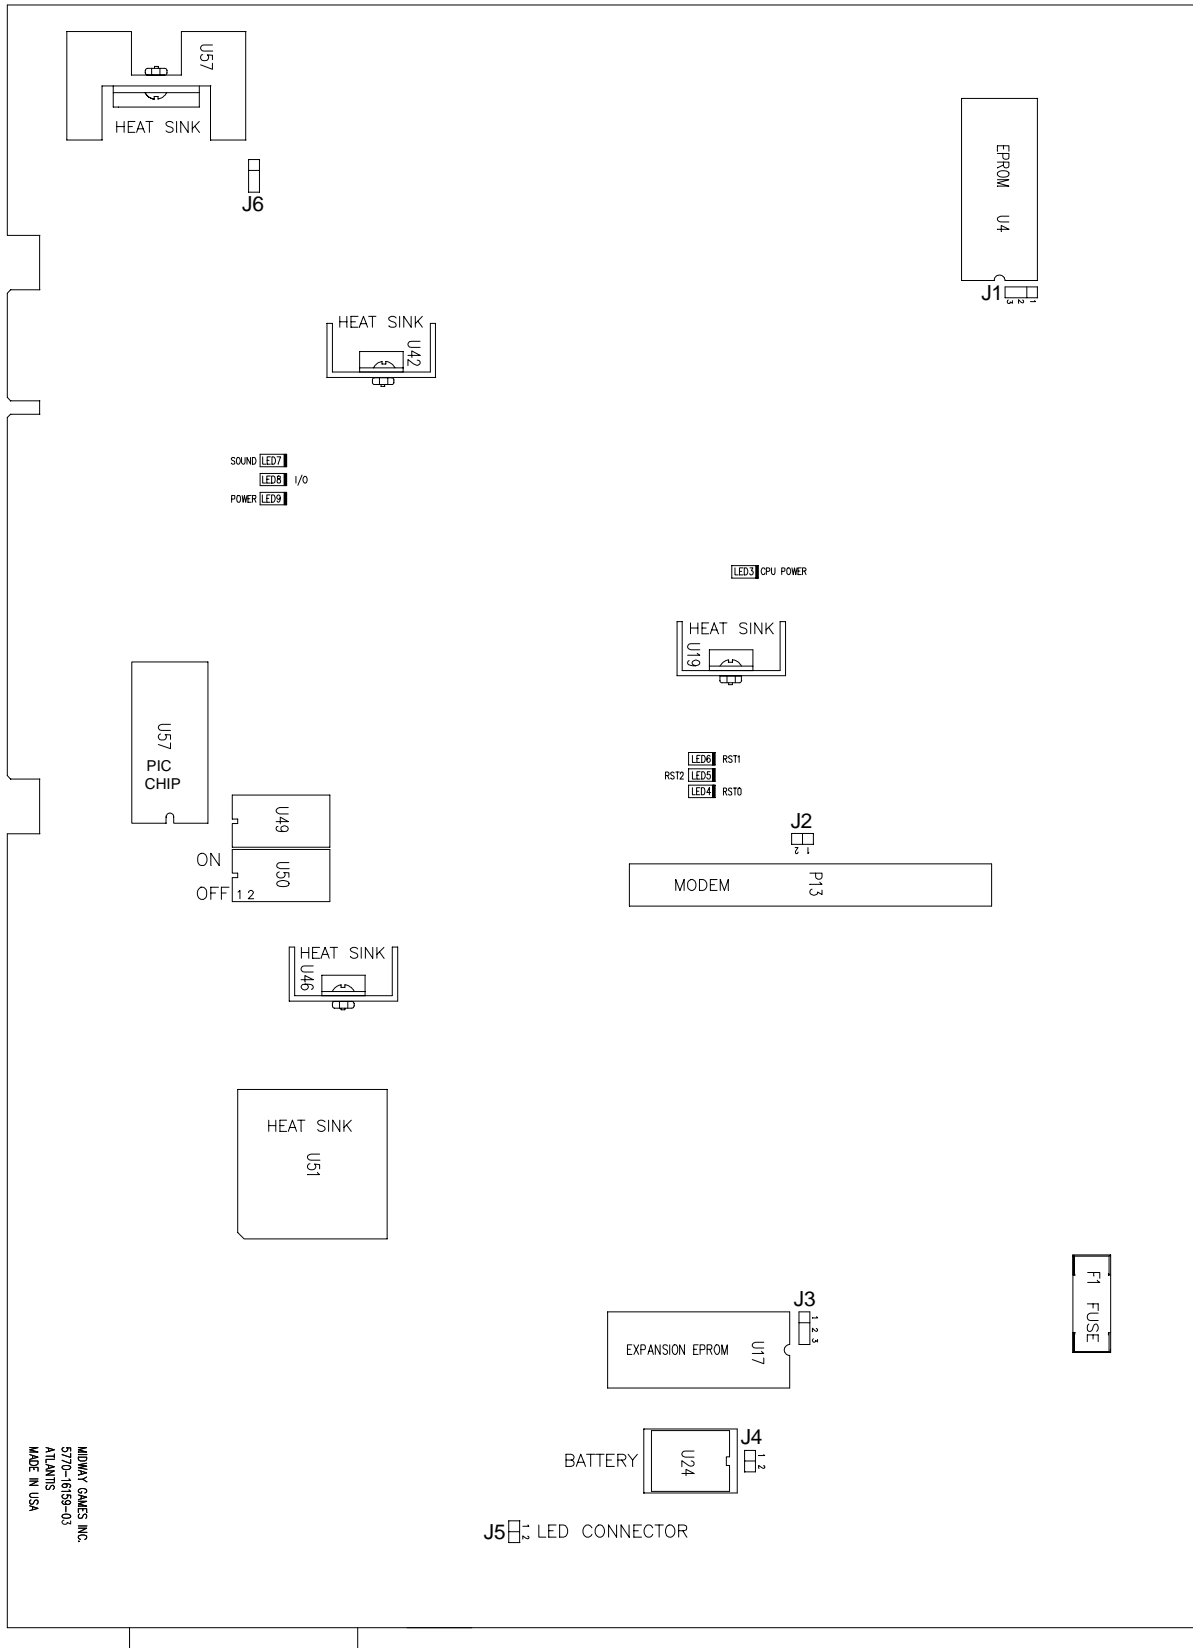 U57
HEAT SINK
J6
EPROM U4
J1
3 2 1
HEAT SINK
U42
SOUND LED7
LED8 I/O
POWER LED9
LED3 CPU POWER
HEAT SINK
U19
U57
PIC
CHIP
LED6 RST1
RST2 LED5
LED4 RST0
U49
ON
U50
OFF 1 2
J2
2 1
MODEM P13
HEAT SINK
U46
HEAT SINK
U51
F1 FUSE
J3
1
2
3
EXPANSION EPROM U17
BATTERY U24
J4
1
2
J5 1 2 LED CONNECTOR
MIDWAY GAMES INC.
5770-16159-03
ATLANTIS
MADE IN USA